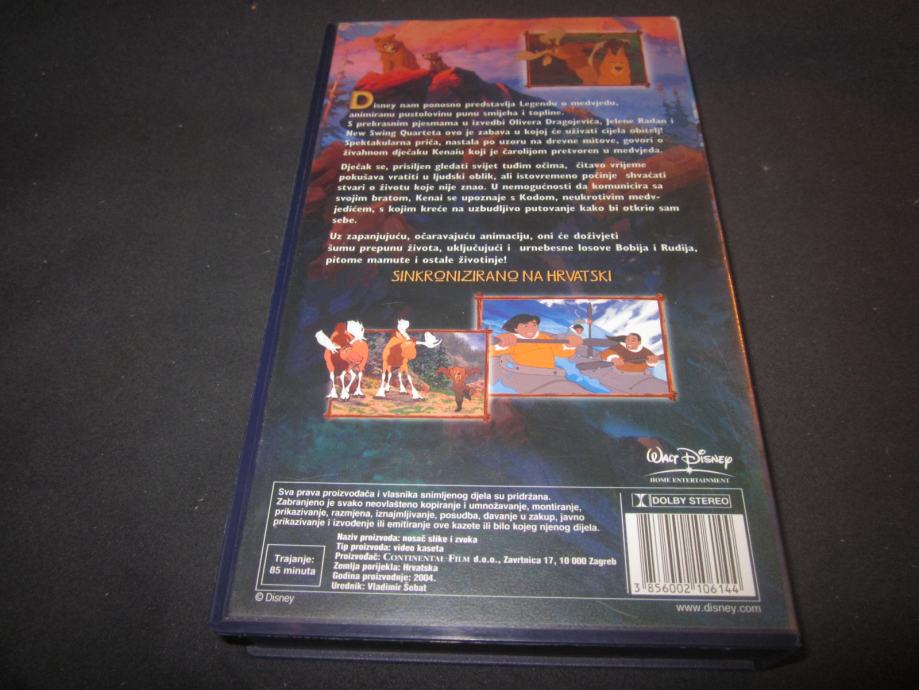 Disney nam ponosno predstavlja Legendu o medvjedu,
animiranu pustolovinu punu smijeha i topline.
S prekrasnim pjesmama u izvedbi Olivera Dragojevića, Jelene Radan i
New Swing Quarteta ovo je zabava u kojoj će uživati cijela obitelj!
Spektakularna priča, nastala po uzoru na drevne mitove, govori o
živahnom dječaku Kenaiu koji je čarolijom pretvoren u medvjeda.
Dječak se, prisiljen gledati svijet tuđim očima, čitavo vrijeme
pokušava vratiti u ljudski oblik, ali istovremeno počinje shvaćati
stvari o životu koje nije znao. U nemogućnosti da komunicira sa
svojim bratom, Kenai se upoznaje s Kodom, neukrotivim medv-
jedićem, s kojim kreće na uzbudljivo putovanje kako bi otkrio sam
sebe.
Uz zapanjujuću, očaravajuću animaciju, oni će doživjeti
šumu prepunu života, uključujući i urnebesne losove Bobija i Rudija,
pitome mamute i ostale životinje!
SINKRONIZIRANO NA HRVATSKI
WALT DISNEY
HOME ENTERTAINMENT
Sva prava proizvođača i vlasnika snimljenog djela su pridržana.
Zabranjeno je svako neovlašteno kopiranje i umnožavanje, montiranje,
prikazivanje, razmjena, iznajmljivanje, posudba, davanje u zakup, javno
prikazivanje i izvođenje ili emitiranje ove kazete ili bilo kojeg njenog dijela.
DOLBY STEREO
Naziv proizvoda: nosač slike i zvoka
Tip proizvoda: video kaseta
Proizvođač: CONTINENTAL FILM d.o.o., Zavrtnica 17, 10 000 Zagreb
Zemlja porijekla: Hrvatska
Godina proizvodnje: 2004.
Urednik: Vladimir Šobat
Trajanje:
85 minuta
3 856002 106144
© Disney
www.disney.com